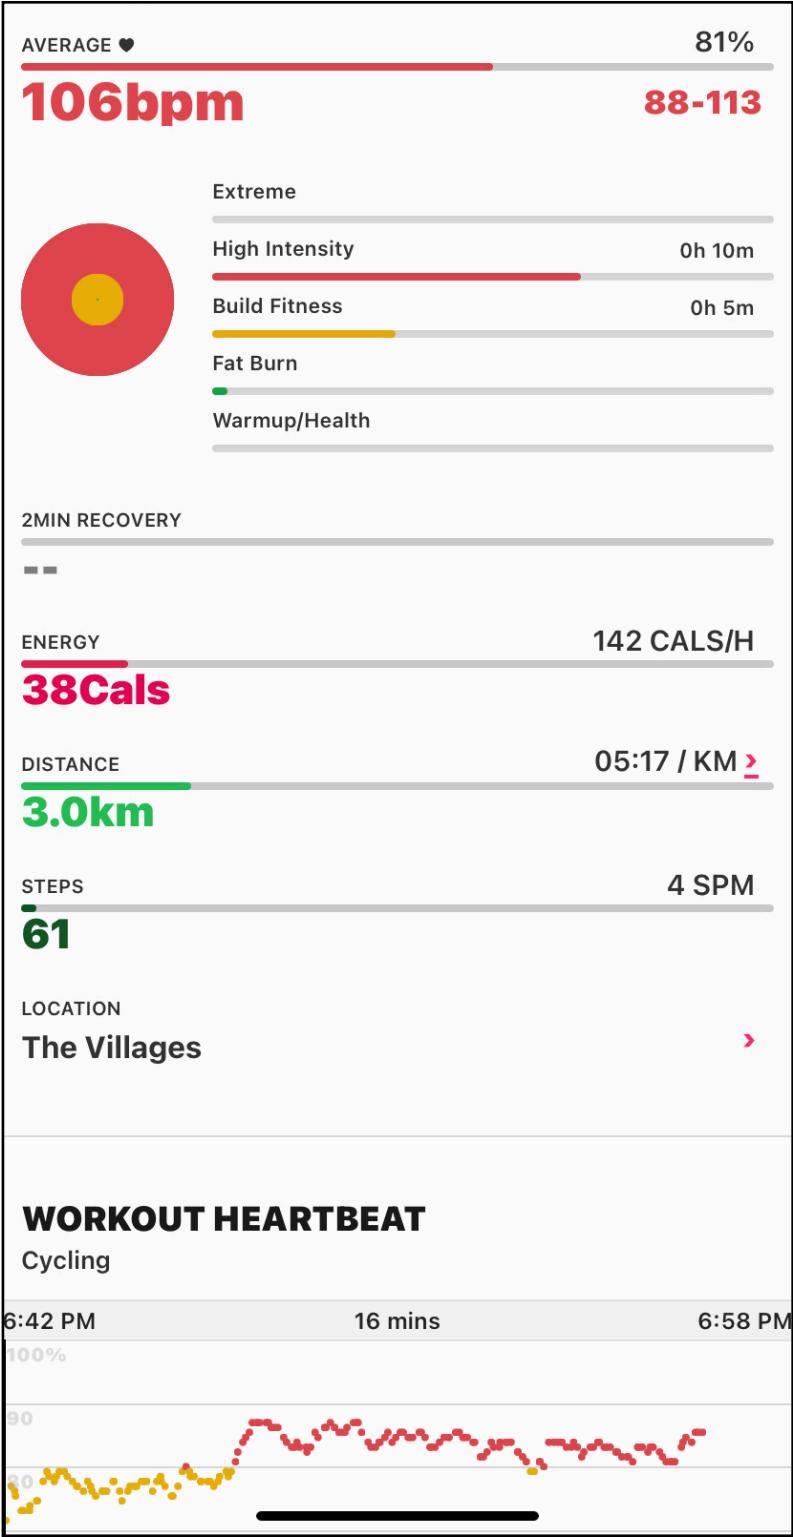 AVERAGE ♥ 81%
106bpm 88-113
Extreme
High Intensity 0h 10m
Build Fitness 0h 5m
Fat Burn
Warmup/Health
2MIN RECOVERY
--
ENERGY 142 CALS/H
38Cals
DISTANCE 05:17 / KM ›
3.0km
STEPS 4 SPM
61
LOCATION
The Villages ›
WORKOUT HEARTBEAT
Cycling
6:42 PM 16 mins 6:58 PM
100%
90
80